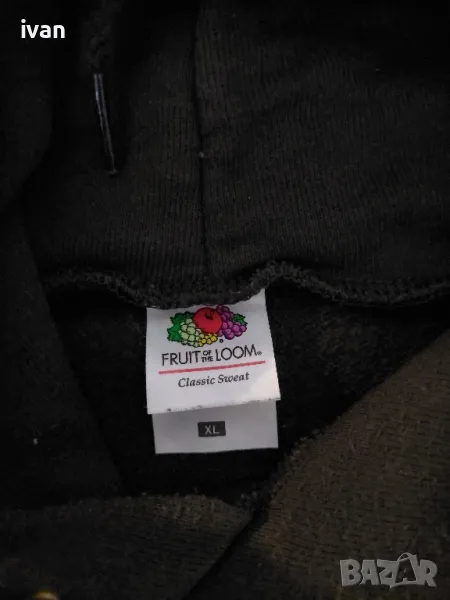 ivan
FRUIT OF THE LOOM®
Classic Sweat
XL
BAZAR